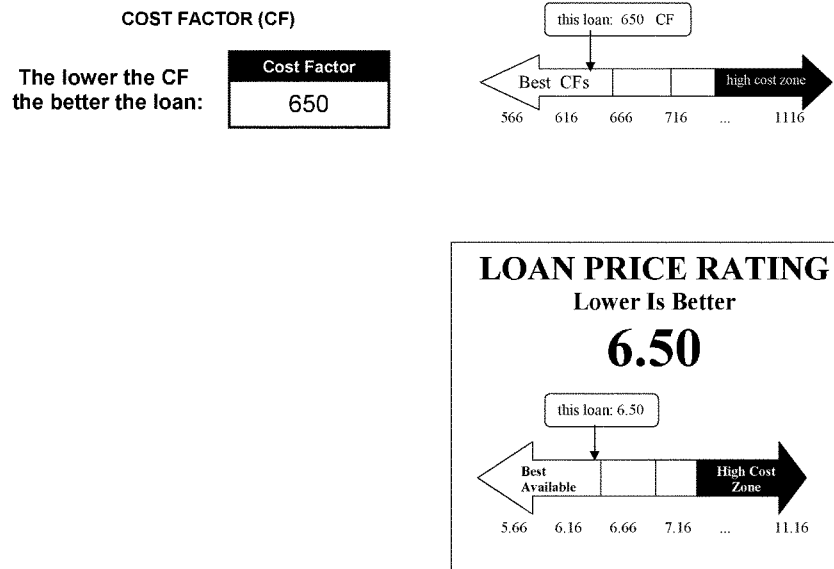 COST FACTOR (CF)
The lower the CF
the better the loan:
Cost Factor
650
this loan: 650 CF
Best CFs
high cost zone
566 616 666 716 ... 1116
LOAN PRICE RATING
Lower Is Better
6.50
this loan: 6.50
Best
Available
High Cost
Zone
5.66 6.16 6.66 7.16 ... 11.16